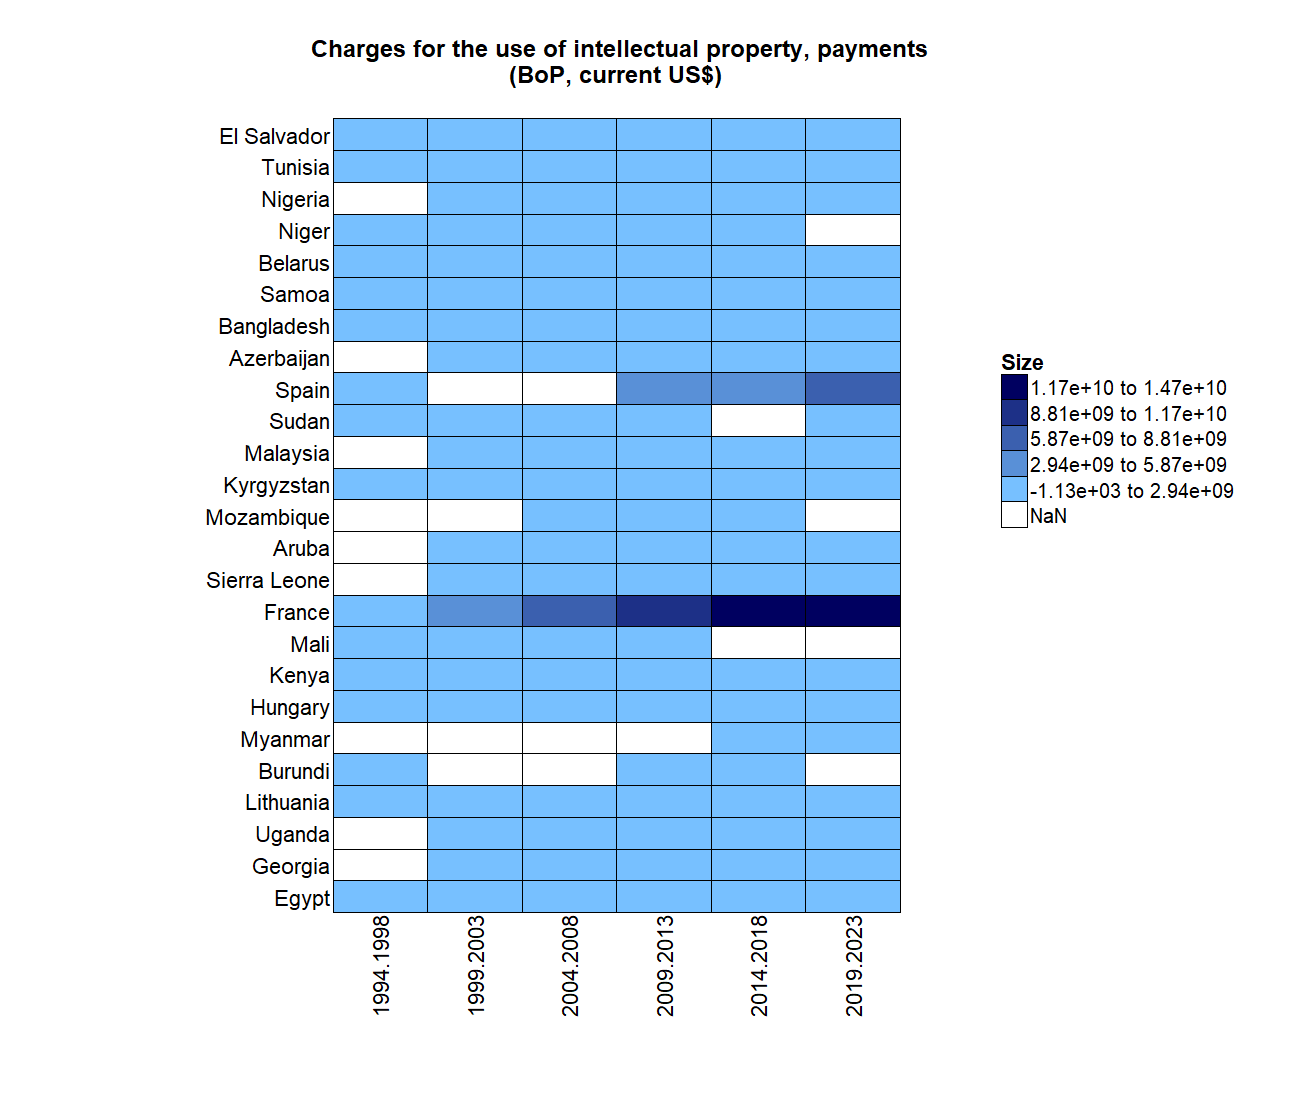 Charges for the use of intellectual property, payments
(BoP, current US$)
El Salvador
Tunisia
Nigeria
Niger
Belarus
Samoa
Bangladesh
Azerbaijan
Spain
Sudan
Malaysia
Kyrgyzstan
Mozambique
Aruba
Sierra Leone
France
Mali
Kenya
Hungary
Myanmar
Burundi
Lithuania
Uganda
Georgia
Egypt
1994.1998
1999.2003
2004.2008
2009.2013
2014.2018
2019.2023
Size
1.17e+10 to 1.47e+10
8.81e+09 to 1.17e+10
5.87e+09 to 8.81e+09
2.94e+09 to 5.87e+09
-1.13e+03 to 2.94e+09
NaN